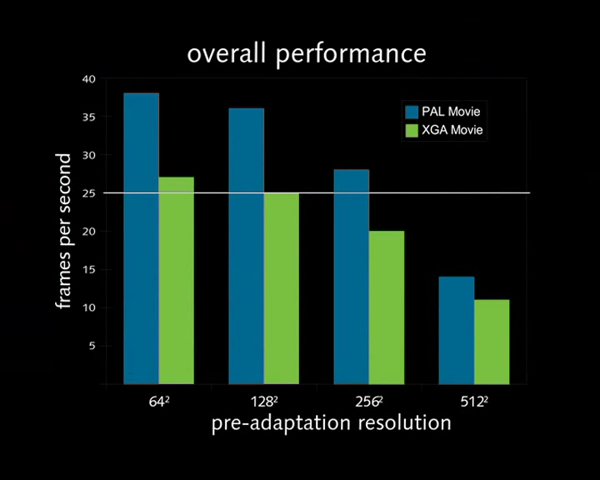 overall performance
40
35
30
25
20
15
10
5
frames per second
PAL Movie
XGA Movie
64² 128² 256² 512²
pre-adaptation resolution